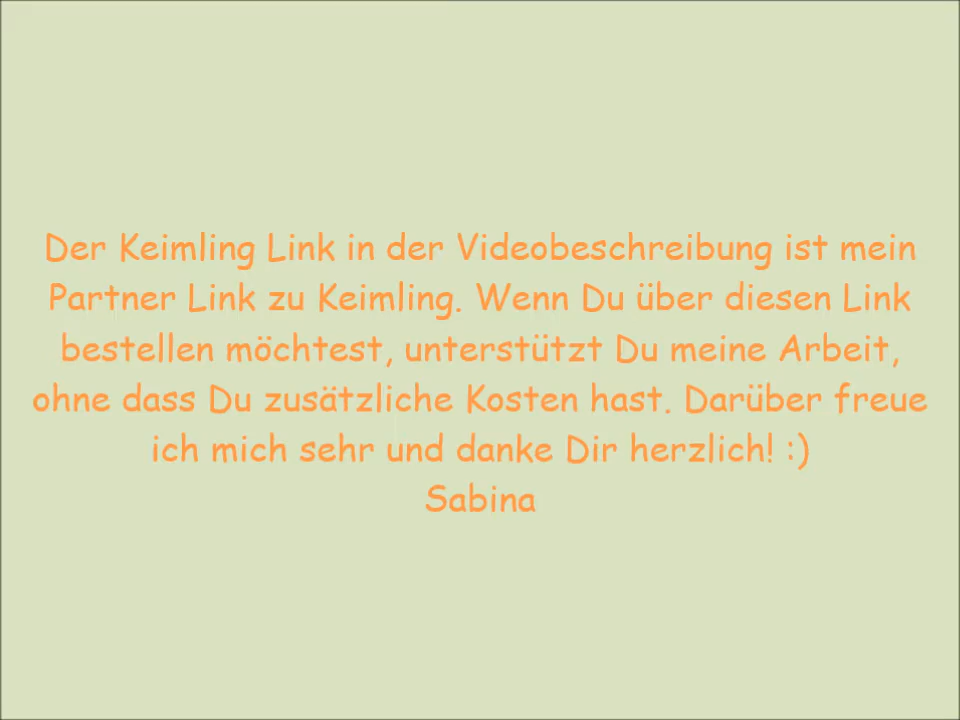 Der Keimling Link in der Videobeschreibung ist mein
Partner Link zu Keimling. Wenn Du über diesen Link
bestellen möchtest, unterstützt Du meine Arbeit,
ohne dass Du zusätzliche Kosten hast. Darüber freue
ich mich sehr und danke Dir herzlich! :)
Sabina